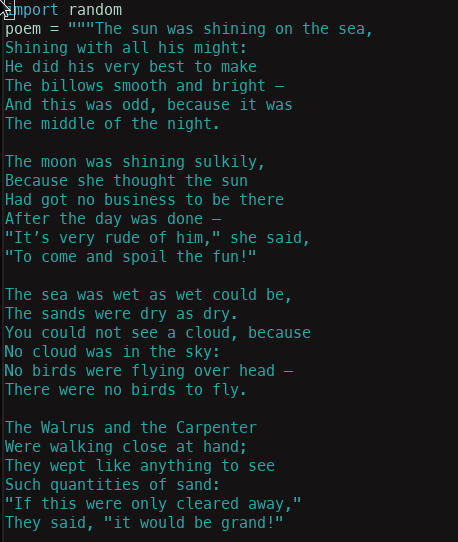 import random
poem = """The sun was shining on the sea,
Shining with all his might:
He did his very best to make
The billows smooth and bright —
And this was odd, because it was
The middle of the night.

The moon was shining sulkily,
Because she thought the sun
Had got no business to be there
After the day was done —
"It’s very rude of him," she said,
"To come and spoil the fun!"

The sea was wet as wet could be,
The sands were dry as dry.
You could not see a cloud, because
No cloud was in the sky:
No birds were flying over head —
There were no birds to fly.

The Walrus and the Carpenter
Were walking close at hand;
They wept like anything to see
Such quantities of sand:
"If this were only cleared away,"
They said, "it would be grand!"